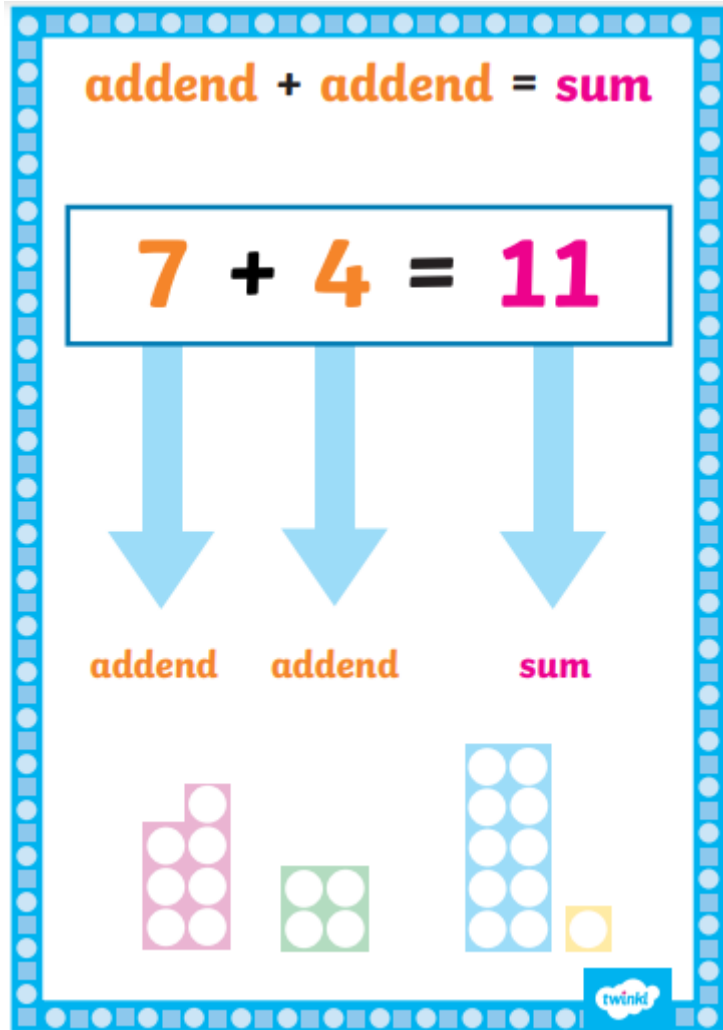 addend + addend = sum
7 + 4 = 11
addend addend sum
twinkl